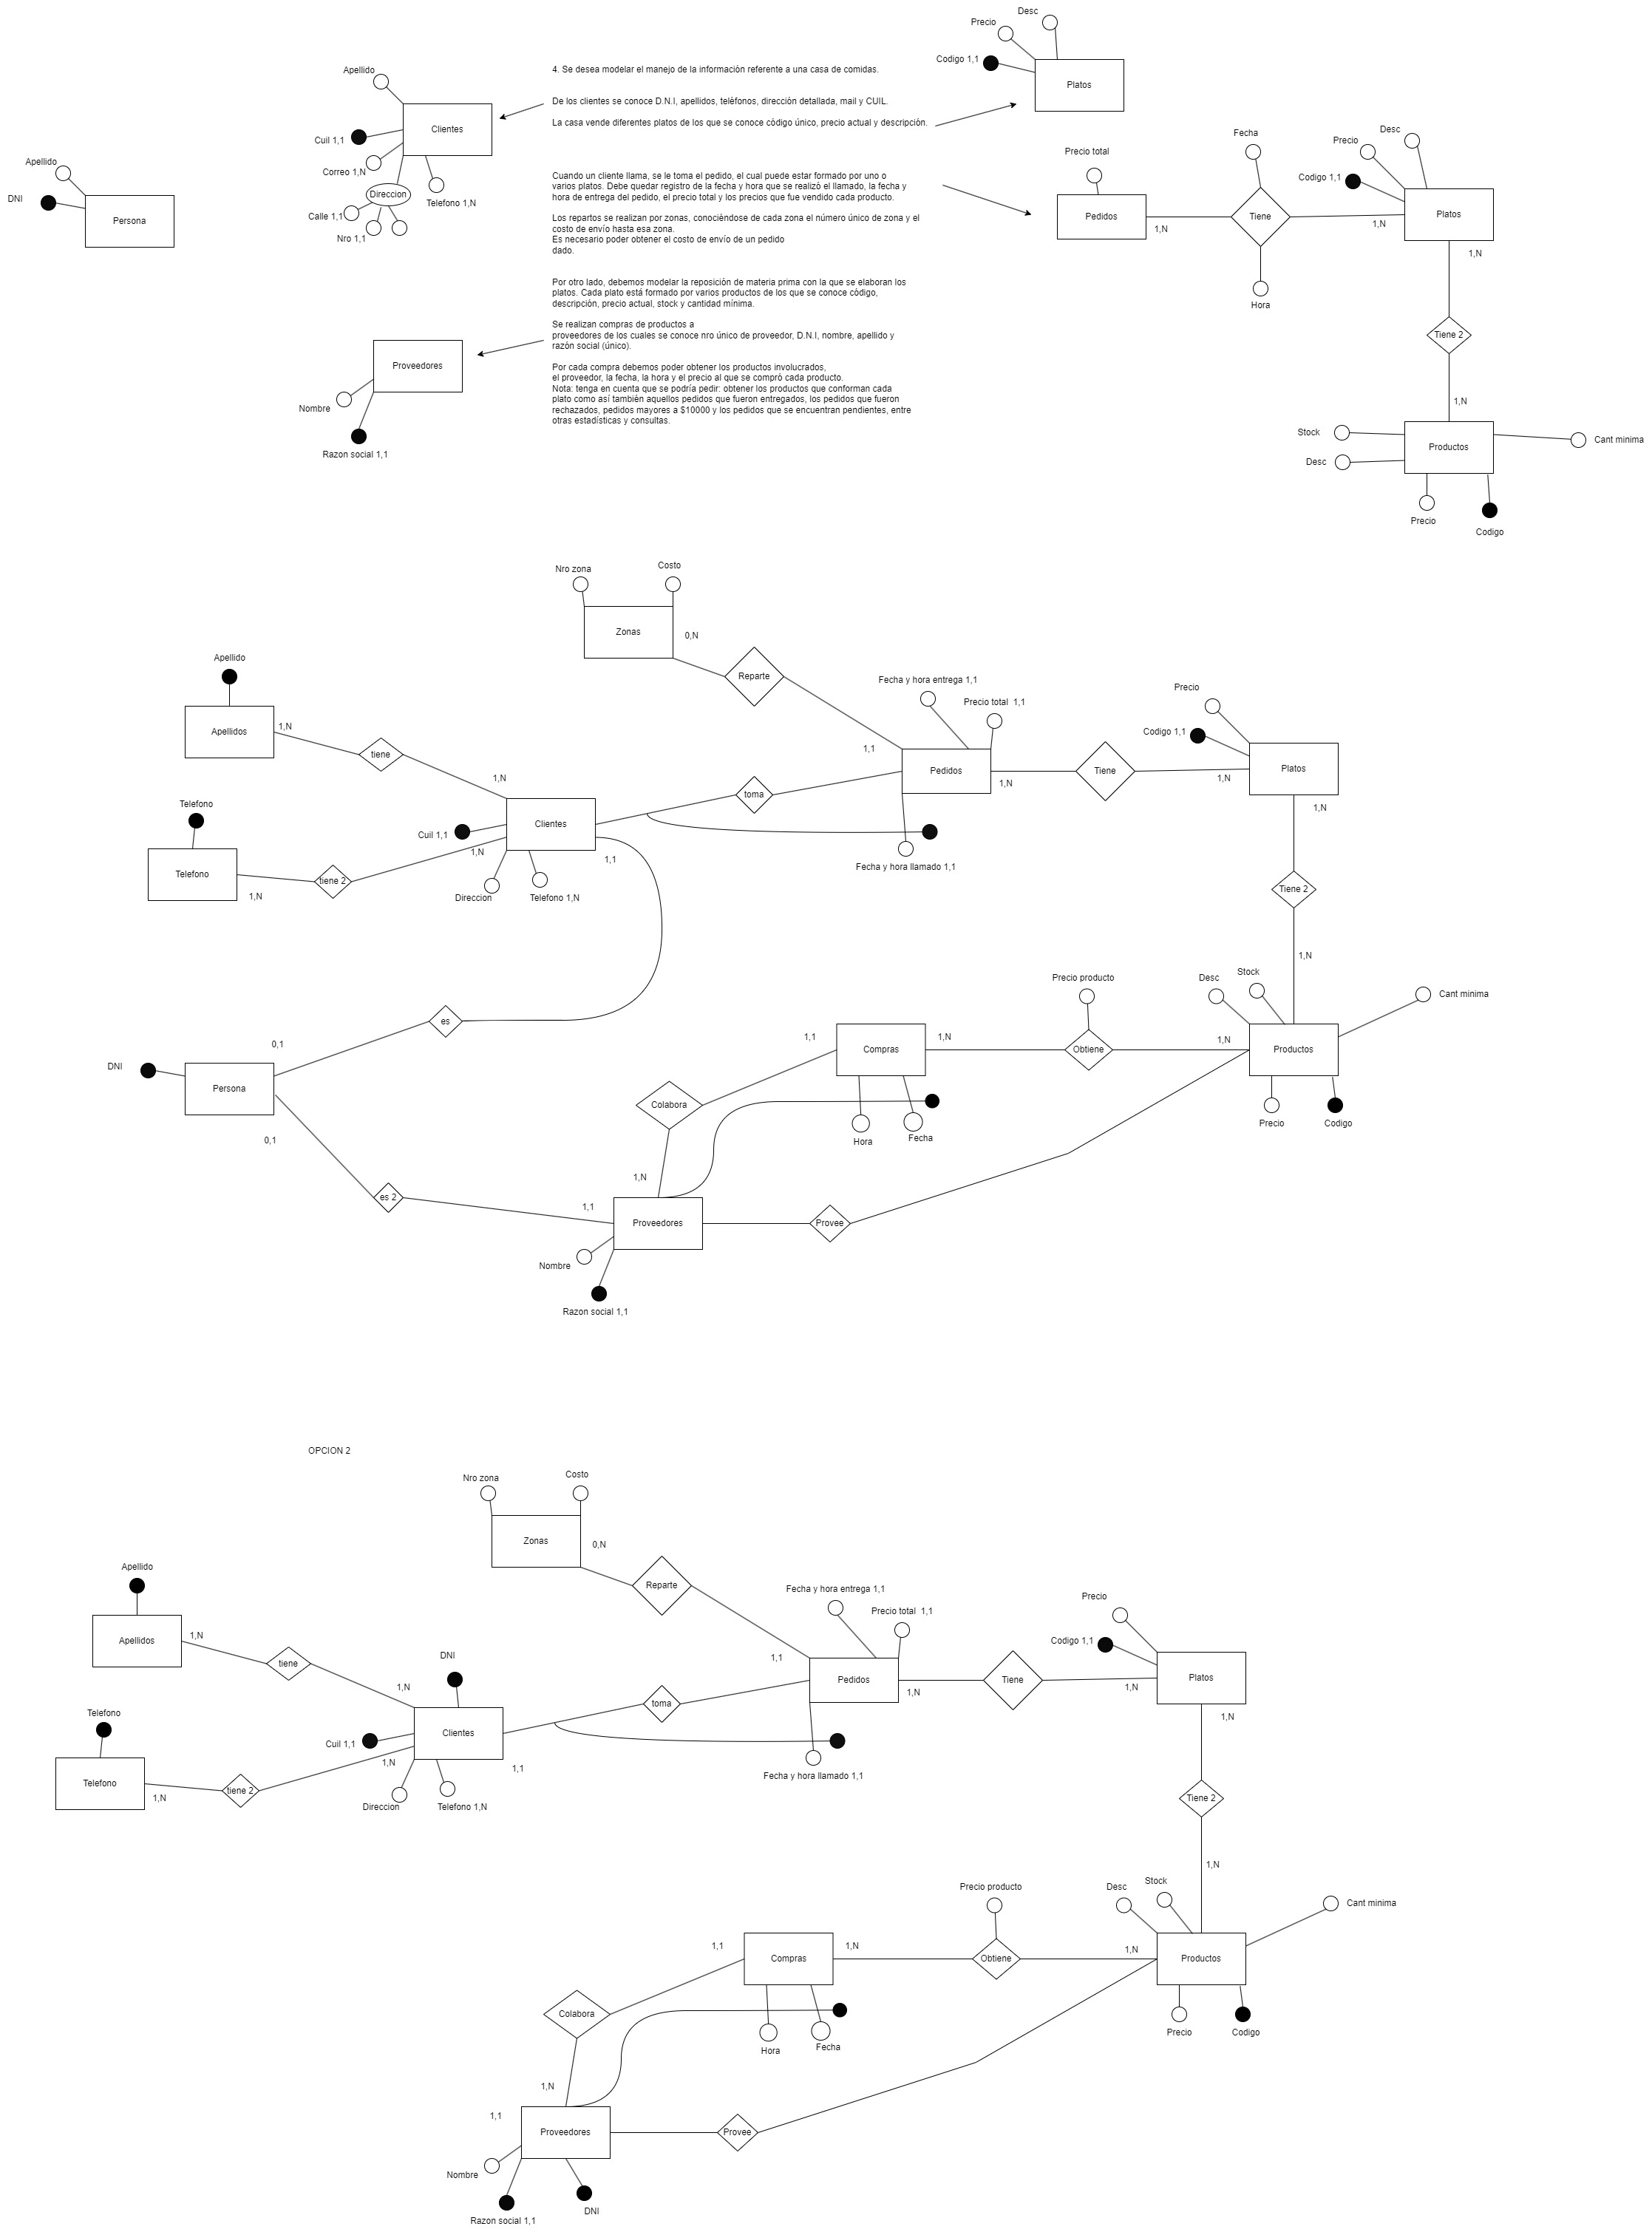 Desc
Precio
Codigo 1,1
Platos
4. Se desea modelar el manejo de la información referente a una casa de comidas.
De los clientes se conoce D.N.I, apellidos, teléfonos, dirección detallada, mail y CUIL.
La casa vende diferentes platos de los que se conoce código único, precio actual y descripción.
Cuando un cliente llama, se le toma el pedido, el cual puede estar formado por uno o
varios platos. Debe quedar registro de la fecha y hora que se realizó el llamado, la fecha y
hora de entrega del pedido, el precio total y los precios que fue vendido cada producto.
Los repartos se realizan por zonas, conociéndose de cada zona el número único de zona y el
costo de envío hasta esa zona.
Es necesario poder obtener el costo de envío de un pedido
dado.
Por otro lado, debemos modelar la reposición de materia prima con la que se elaboran los
platos. Cada plato está formado por varios productos de los que se conoce código,
descripción, precio actual, stock y cantidad mínima.
Se realizan compras de productos a
proveedores de los cuales se conoce nro único de proveedor, D.N.I, nombre, apellido y
razón social (único).
Por cada compra debemos poder obtener los productos involucrados,
el proveedor, la fecha, la hora y el precio al que se compró cada producto.
Nota: tenga en cuenta que se podría pedir: obtener los productos que conforman cada
plato como así también aquellos pedidos que fueron entregados, los pedidos que fueron
rechazados, pedidos mayores a $10000 y los pedidos que se encuentran pendientes, entre
otras estadísticas y consultas.
Apellido
Clientes
Cuil 1,1
Correo 1,N
Direccion
Telefono 1,N
Calle 1,1
Nro 1,1
Apellido
DNI
Persona
Proveedores
Nombre
Razon social 1,1
Fecha
Precio total
Pedidos
1,N
Tiene
Hora
Desc
Precio
Codigo 1,1
Platos
1,N
1,N
Tiene 2
1,N
Stock
Productos
Cant minima
Desc
Precio
Codigo
Nro zona
Costo
Zonas
0,N
Reparte
Apellido
Apellidos
1,N
tiene
1,N
Telefono
Telefono
1,N
tiene 2
1,N
Clientes
Cuil 1,1
1,1
Direccion
Telefono 1,N
toma
Fecha y hora entrega 1,1
Precio total  1,1
1,1
Pedidos
1,N
Fecha y hora llamado 1,1
Tiene
Precio
Codigo 1,1
Platos
1,N
1,N
Tiene 2
1,N
Desc
Stock
Cant minima
Productos
1,N
Precio
Codigo
Precio producto
Obtiene
1,N
Compras
1,1
Hora
Fecha
Colabora
1,N
es
0,1
DNI
Persona
0,1
es 2
1,1
Proveedores
Provee
Nombre
Razon social 1,1
OPCION 2
Nro zona
Costo
Zonas
0,N
Reparte
Apellido
Apellidos
1,N
tiene
1,N
DNI
Telefono
Telefono
1,N
tiene 2
1,N
Clientes
Cuil 1,1
1,1
Direccion
Telefono 1,N
toma
Fecha y hora entrega 1,1
Precio total  1,1
1,1
Pedidos
1,N
Fecha y hora llamado 1,1
Tiene
Precio
Codigo 1,1
Platos
1,N
1,N
Tiene 2
1,N
Desc
Stock
Cant minima
Productos
1,N
Precio
Codigo
Precio producto
Obtiene
1,N
Compras
1,1
Hora
Fecha
Colabora
1,N
1,1
Proveedores
Provee
Nombre
Razon social 1,1
DNI